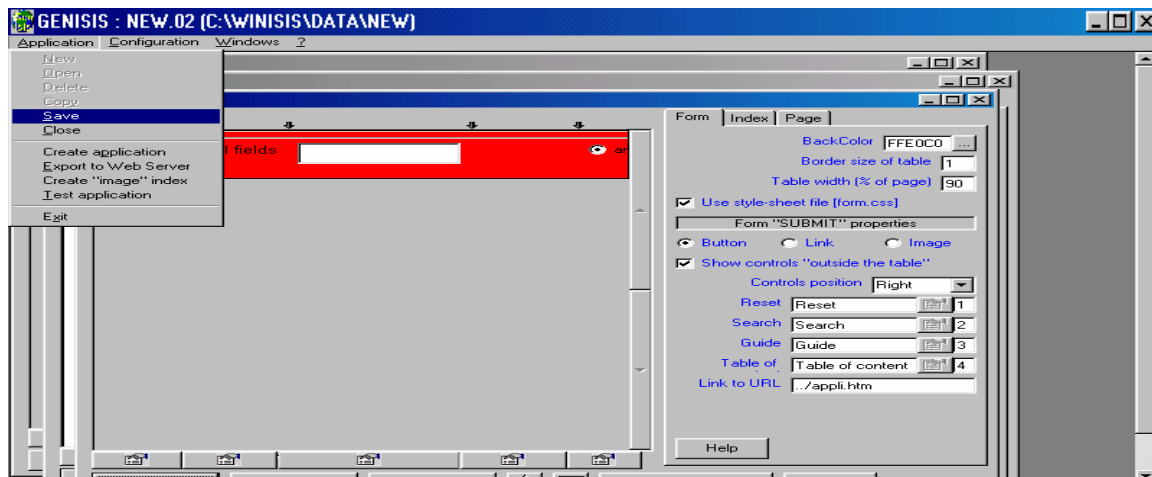 GENISIS : NEW.02 (C:\WINISIS\DATA\NEW)
Application Configuration Windows ?
New
Open
Delete
Copy
Save
Close
Create application
Export to Web Server
Create "image" index
Test application
Exit
l fields
ar
Form Index Page
BackColor FFE0C0 ...
Border size of table 1
Table width (% of page) 90
Use style-sheet file [form.css]
Form "SUBMIT" properties
Button Link Image
Show controls "outside the table"
Controls position Right
Reset Reset 1
Search Search 2
Guide Guide 3
Table of Table of content 4
Link to URL ../appli.htm
Help